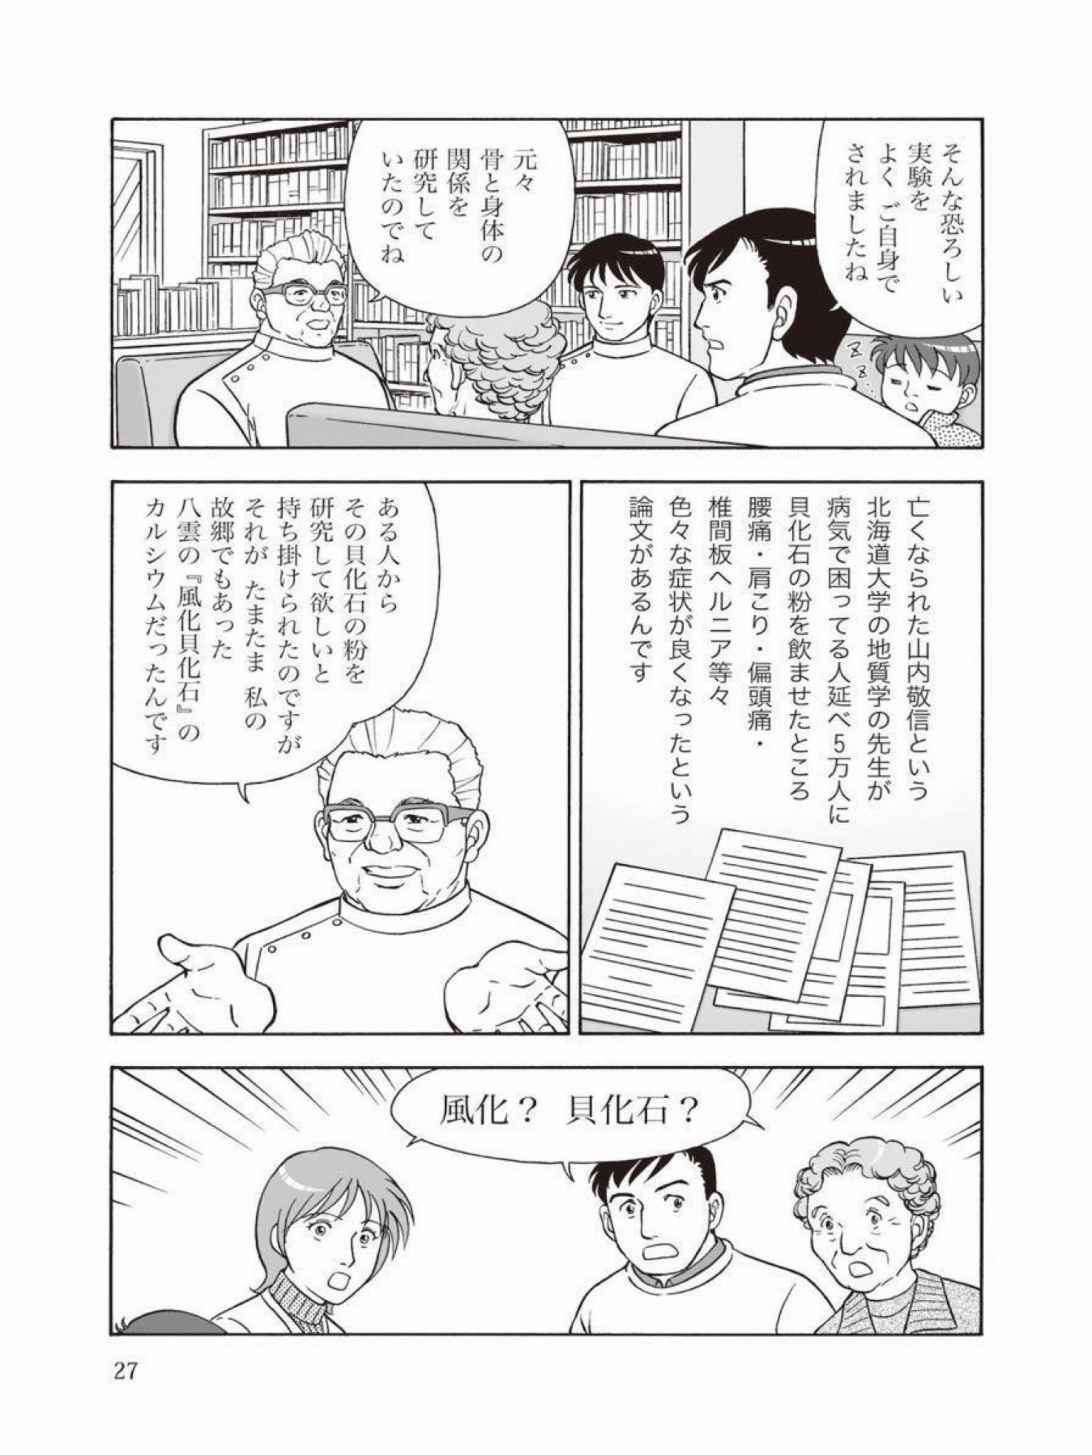 そんな恐ろしい
実験を
よく ご自身で
されましたね
元々
骨と身体の
関係を
研究して
いたのでね
z
z
亡くなられた山内敬信という
北海道大学の地質学の先生が
病気で困ってる人延べ5万人に
貝化石の粉を飲ませたところ
腰痛・肩こり・偏頭痛・
椎間板ヘルニア等々
色々な症状が良くなったという
論文があるんです
ある人から
その貝化石の粉を
研究して欲しいと
持ち掛けられたのですが
それが たまたま 私の
故郷でもあった
八雲の『風化貝化石』の
カルシウムだったんです
風化? 貝化石?
27